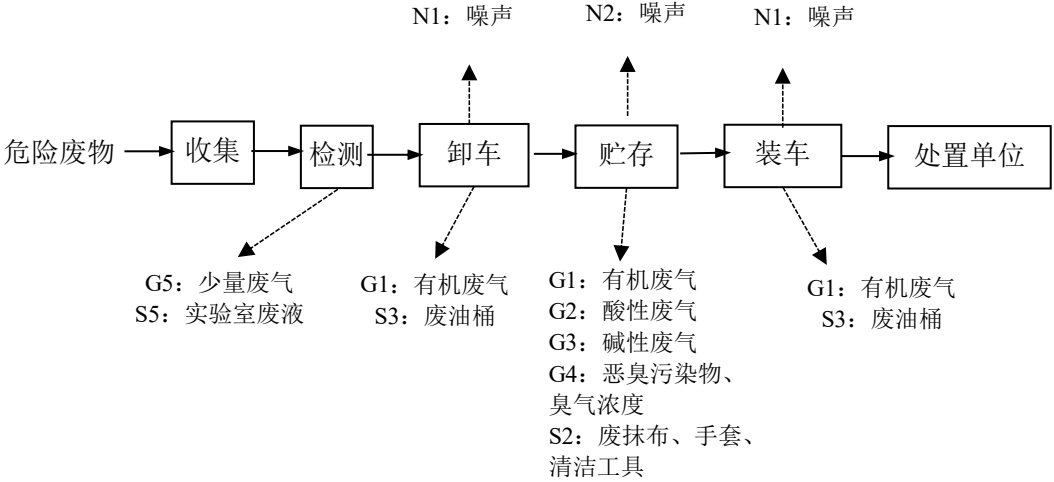 N1：噪声
N2：噪声
N1：噪声
危险废物
收集
检测
卸车
贮存
装车
处置单位
G5：少量废气
S5：实验室废液
G1：有机废气
S3：废油桶
G1：有机废气
G2：酸性废气
G3：碱性废气
G4：恶臭污染物、
臭气浓度
S2：废抹布、手套、
清洁工具
G1：有机废气
S3：废油桶